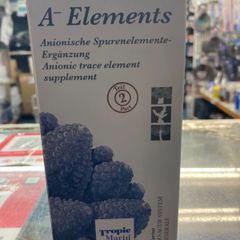 A⁻ Elements
Anionische Spurenelemente-
Ergänzung
Anionic trace element
supplement
Teil
2
Part
Tropic
Marin